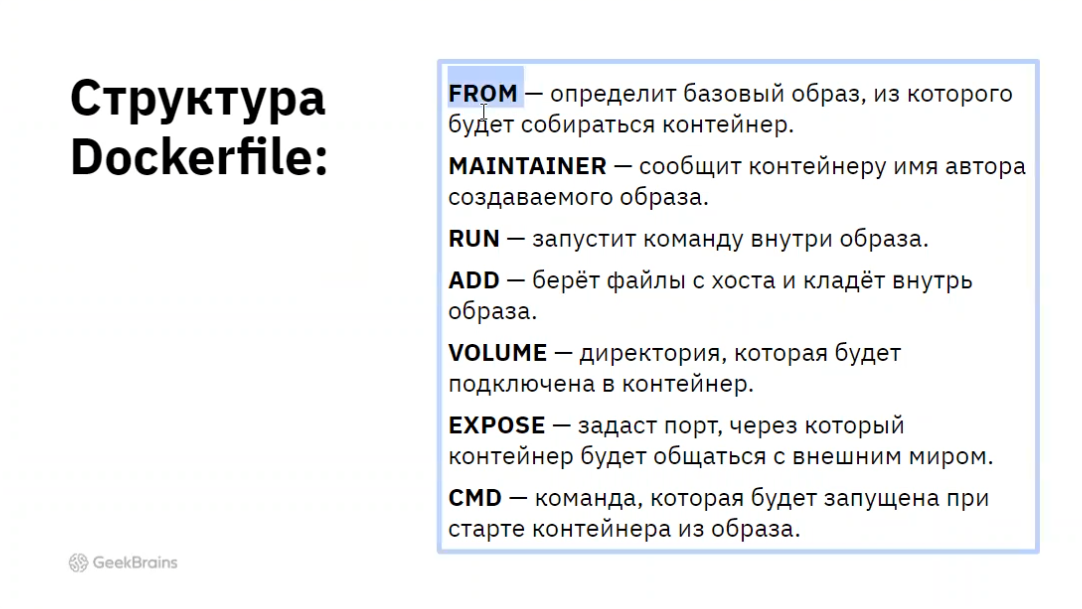 Структура
Dockerfile:
FROM — определит базовый образ, из которого
будет собираться контейнер.
MAINTAINER — сообщит контейнеру имя автора
создаваемого образа.
RUN — запустит команду внутри образа.
ADD — берёт файлы с хоста и кладёт внутрь
образа.
VOLUME — директория, которая будет
подключена в контейнер.
EXPOSE — задаст порт, через который
контейнер будет общаться с внешним миром.
CMD — команда, которая будет запущена при
старте контейнера из образа.
GeekBrains